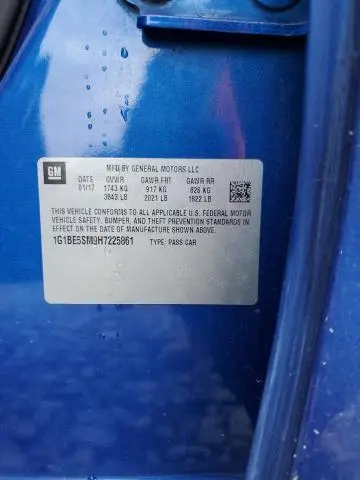 GM
MFD BY GENERAL MOTORS LLC
DATE GVWR GAWR FRT GAWR RR
01/17 1743 KG 917 KG 826 KG
3843 LB 2021 LB 1822 LB
THIS VEHICLE CONFORMS TO ALL APPLICABLE U.S. FEDERAL MOTOR
VEHICLE SAFETY, BUMPER, AND THEFT PREVENTION STANDARDS
IN EFFECT ON THE DATE OF MANUFACTURE SHOWN ABOVE.
1G1BE5SM9H7225861 TYPE: PASS CAR